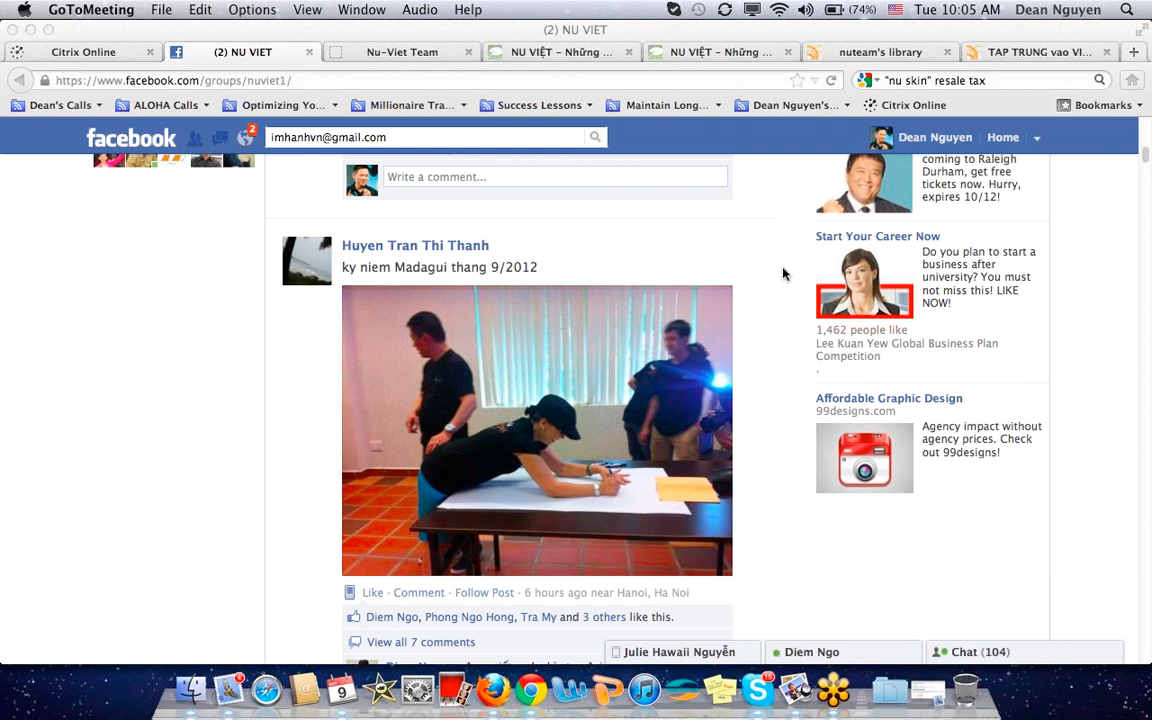 GoToMeeting File Edit Options View Window Audio Help (74%) Tue 10:05 AM Dean Nguyen
(2) NU VIET
Citrix Online (2) NU VIET Nu-Viet Team NU VIỆT – Những ... NU VIỆT – Những ... nuteam's library TAP TRUNG vao VI...
https://www.facebook.com/groups/nuviet1/ "nu skin" resale tax
Dean's Calls ALOHA Calls Optimizing Yo... Millionaire Tra... Success Lessons Maintain Long... Dean Nguyen's... Citrix Online Bookmarks
facebook 2 imhanhvn@gmail.com Dean Nguyen Home
Write a comment...
coming to Raleigh
Durham, get free
tickets now. Hurry,
expires 10/12!
Huyen Tran Thi Thanh
ky niem Madagui thang 9/2012
Start Your Career Now
Do you plan to start a
business after
university? You must
not miss this! LIKE
NOW!
1,462 people like
Lee Kuan Yew Global Business Plan
Competition
.
Affordable Graphic Design
99designs.com
Agency impact without
agency prices. Check
out 99designs!
Like · Comment · Follow Post · 6 hours ago near Hanoi, Ha Noi
Diem Ngo, Phong Ngo Hong, Tra My and 3 others like this.
View all 7 comments
Julie Hawaii Nguyễn Diem Ngo Chat (104)